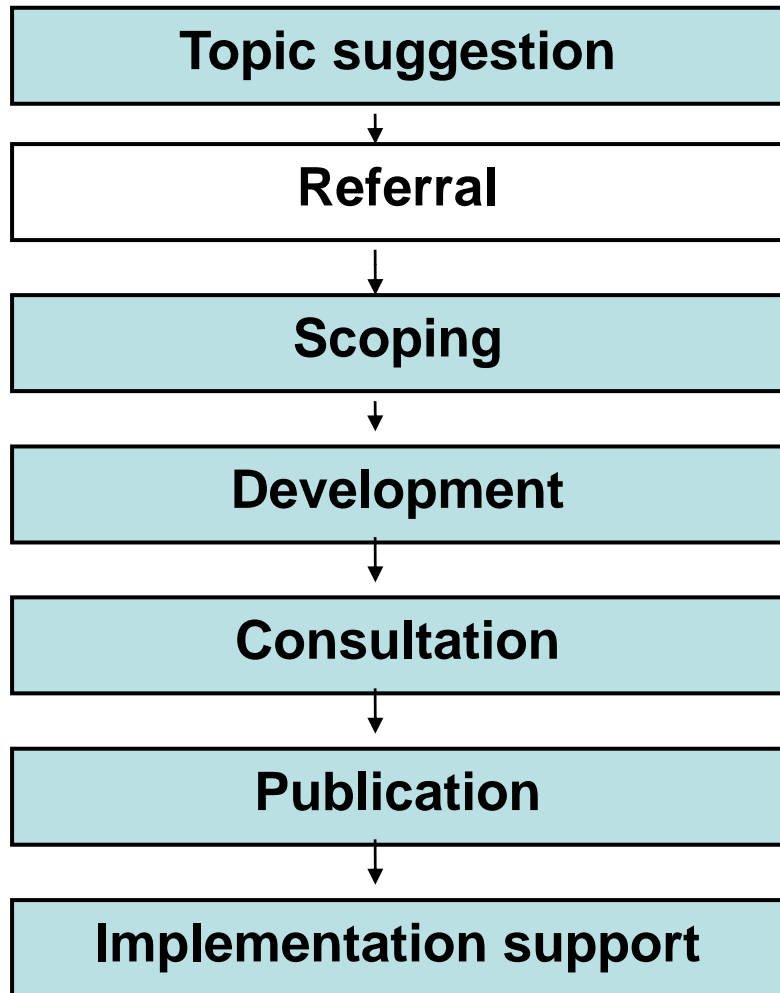 Topic suggestion
Referral
Scoping
Development
Consultation
Publication
Implementation support